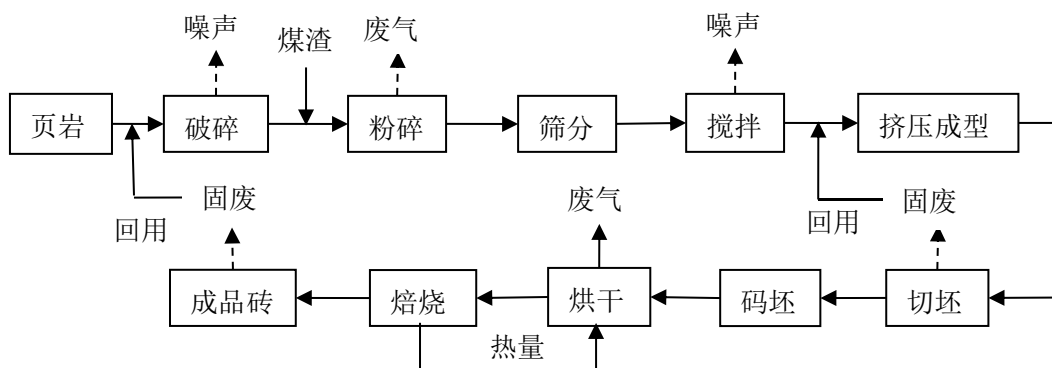 噪声
煤渣
废气
噪声
页岩
破碎
粉碎
筛分
搅拌
挤压成型
固废
回用
废气
固废
回用
成品砖
焙烧
烘干
码坯
切坯
热量